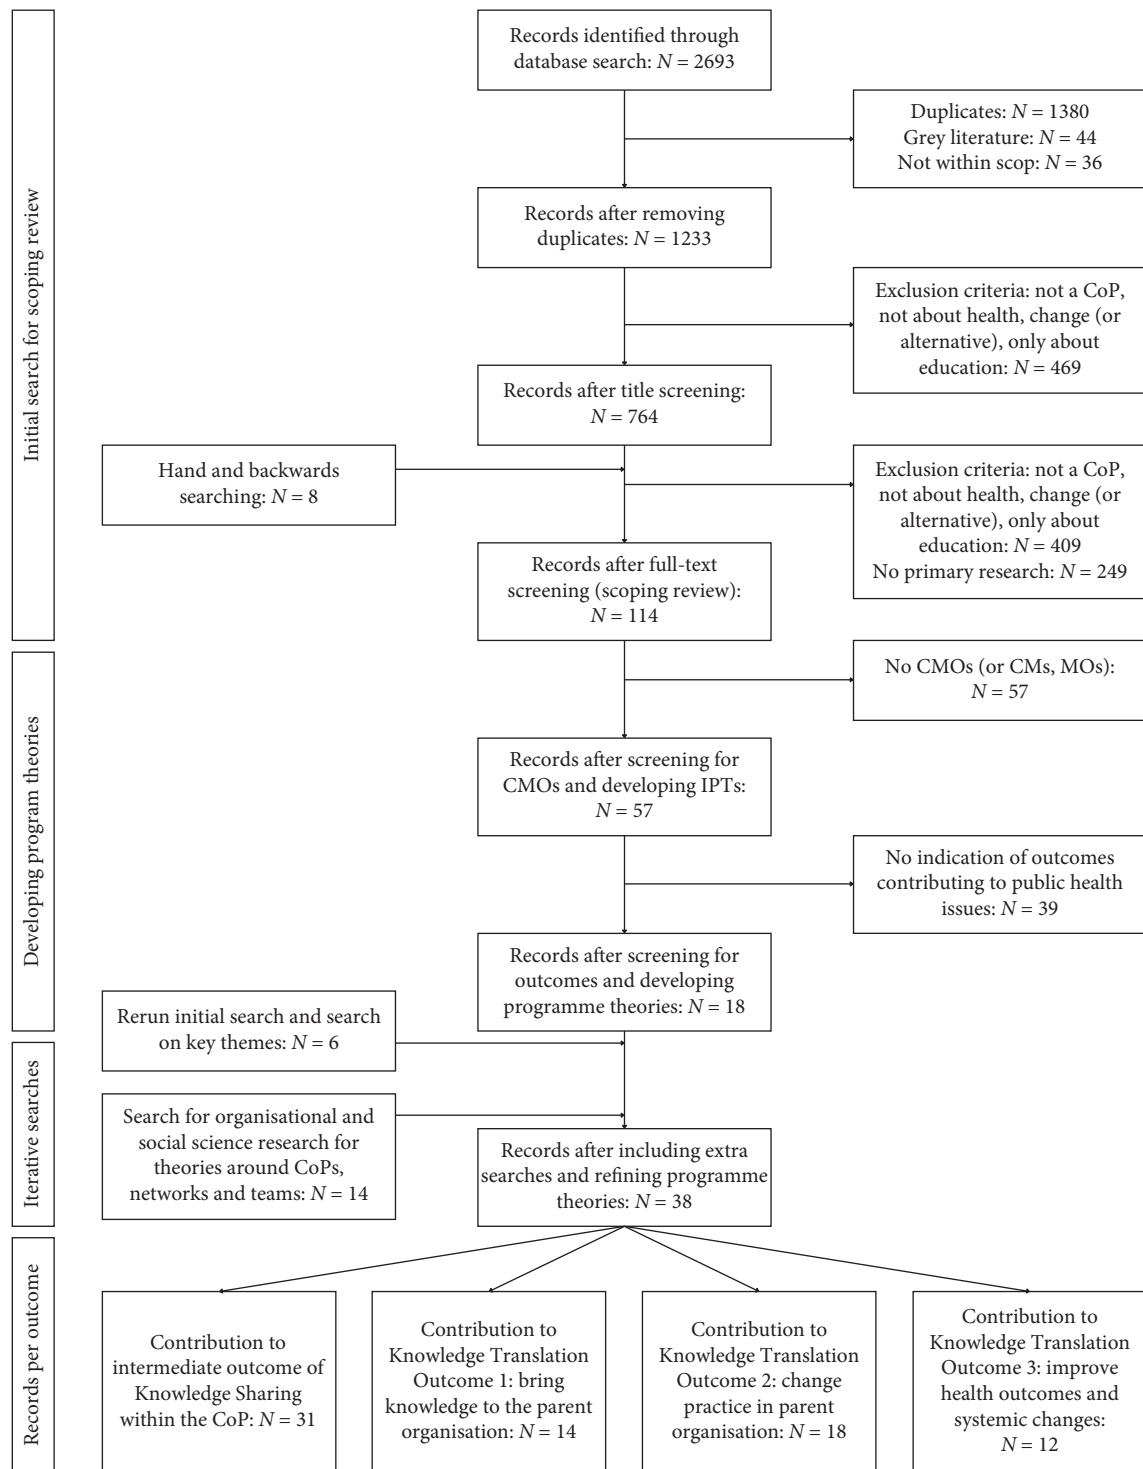 Initial search for scoping review
Records identified through
database search: N = 2693
Duplicates: N = 1380
Grey literature: N = 44
Not within scop: N = 36
Records after removing
duplicates: N = 1233
Exclusion criteria: not a CoP,
not about health, change (or
alternative), only about
education: N = 469
Records after title screening:
N = 764
Hand and backwards
searching: N = 8
Exclusion criteria: not a CoP,
not about health, change (or
alternative), only about
education: N = 409
No primary research: N = 249
Records after full-text
screening (scoping review):
N = 114
Developing program theories
No CMOs (or CMs, MOs):
N = 57
Records after screening for
CMOs and developing IPTs:
N = 57
No indication of outcomes
contributing to public health
issues: N = 39
Records after screening for
outcomes and developing
programme theories: N = 18
Rerun initial search and search
on key themes: N = 6
Iterative searches
Search for organisational and
social science research for
theories around CoPs,
networks and teams: N = 14
Records after including extra
searches and refining programme
theories: N = 38
Records per outcome
Contribution to
intermediate outcome of
Knowledge Sharing
within the CoP: N = 31
Contribution to
Knowledge Translation
Outcome 1: bring
knowledge to the parent
organisation: N = 14
Contribution to
Knowledge Translation
Outcome 2: change
practice in parent
organisation: N = 18
Contribution to
Knowledge Translation
Outcome 3: improve
health outcomes and
systemic changes:
N = 12